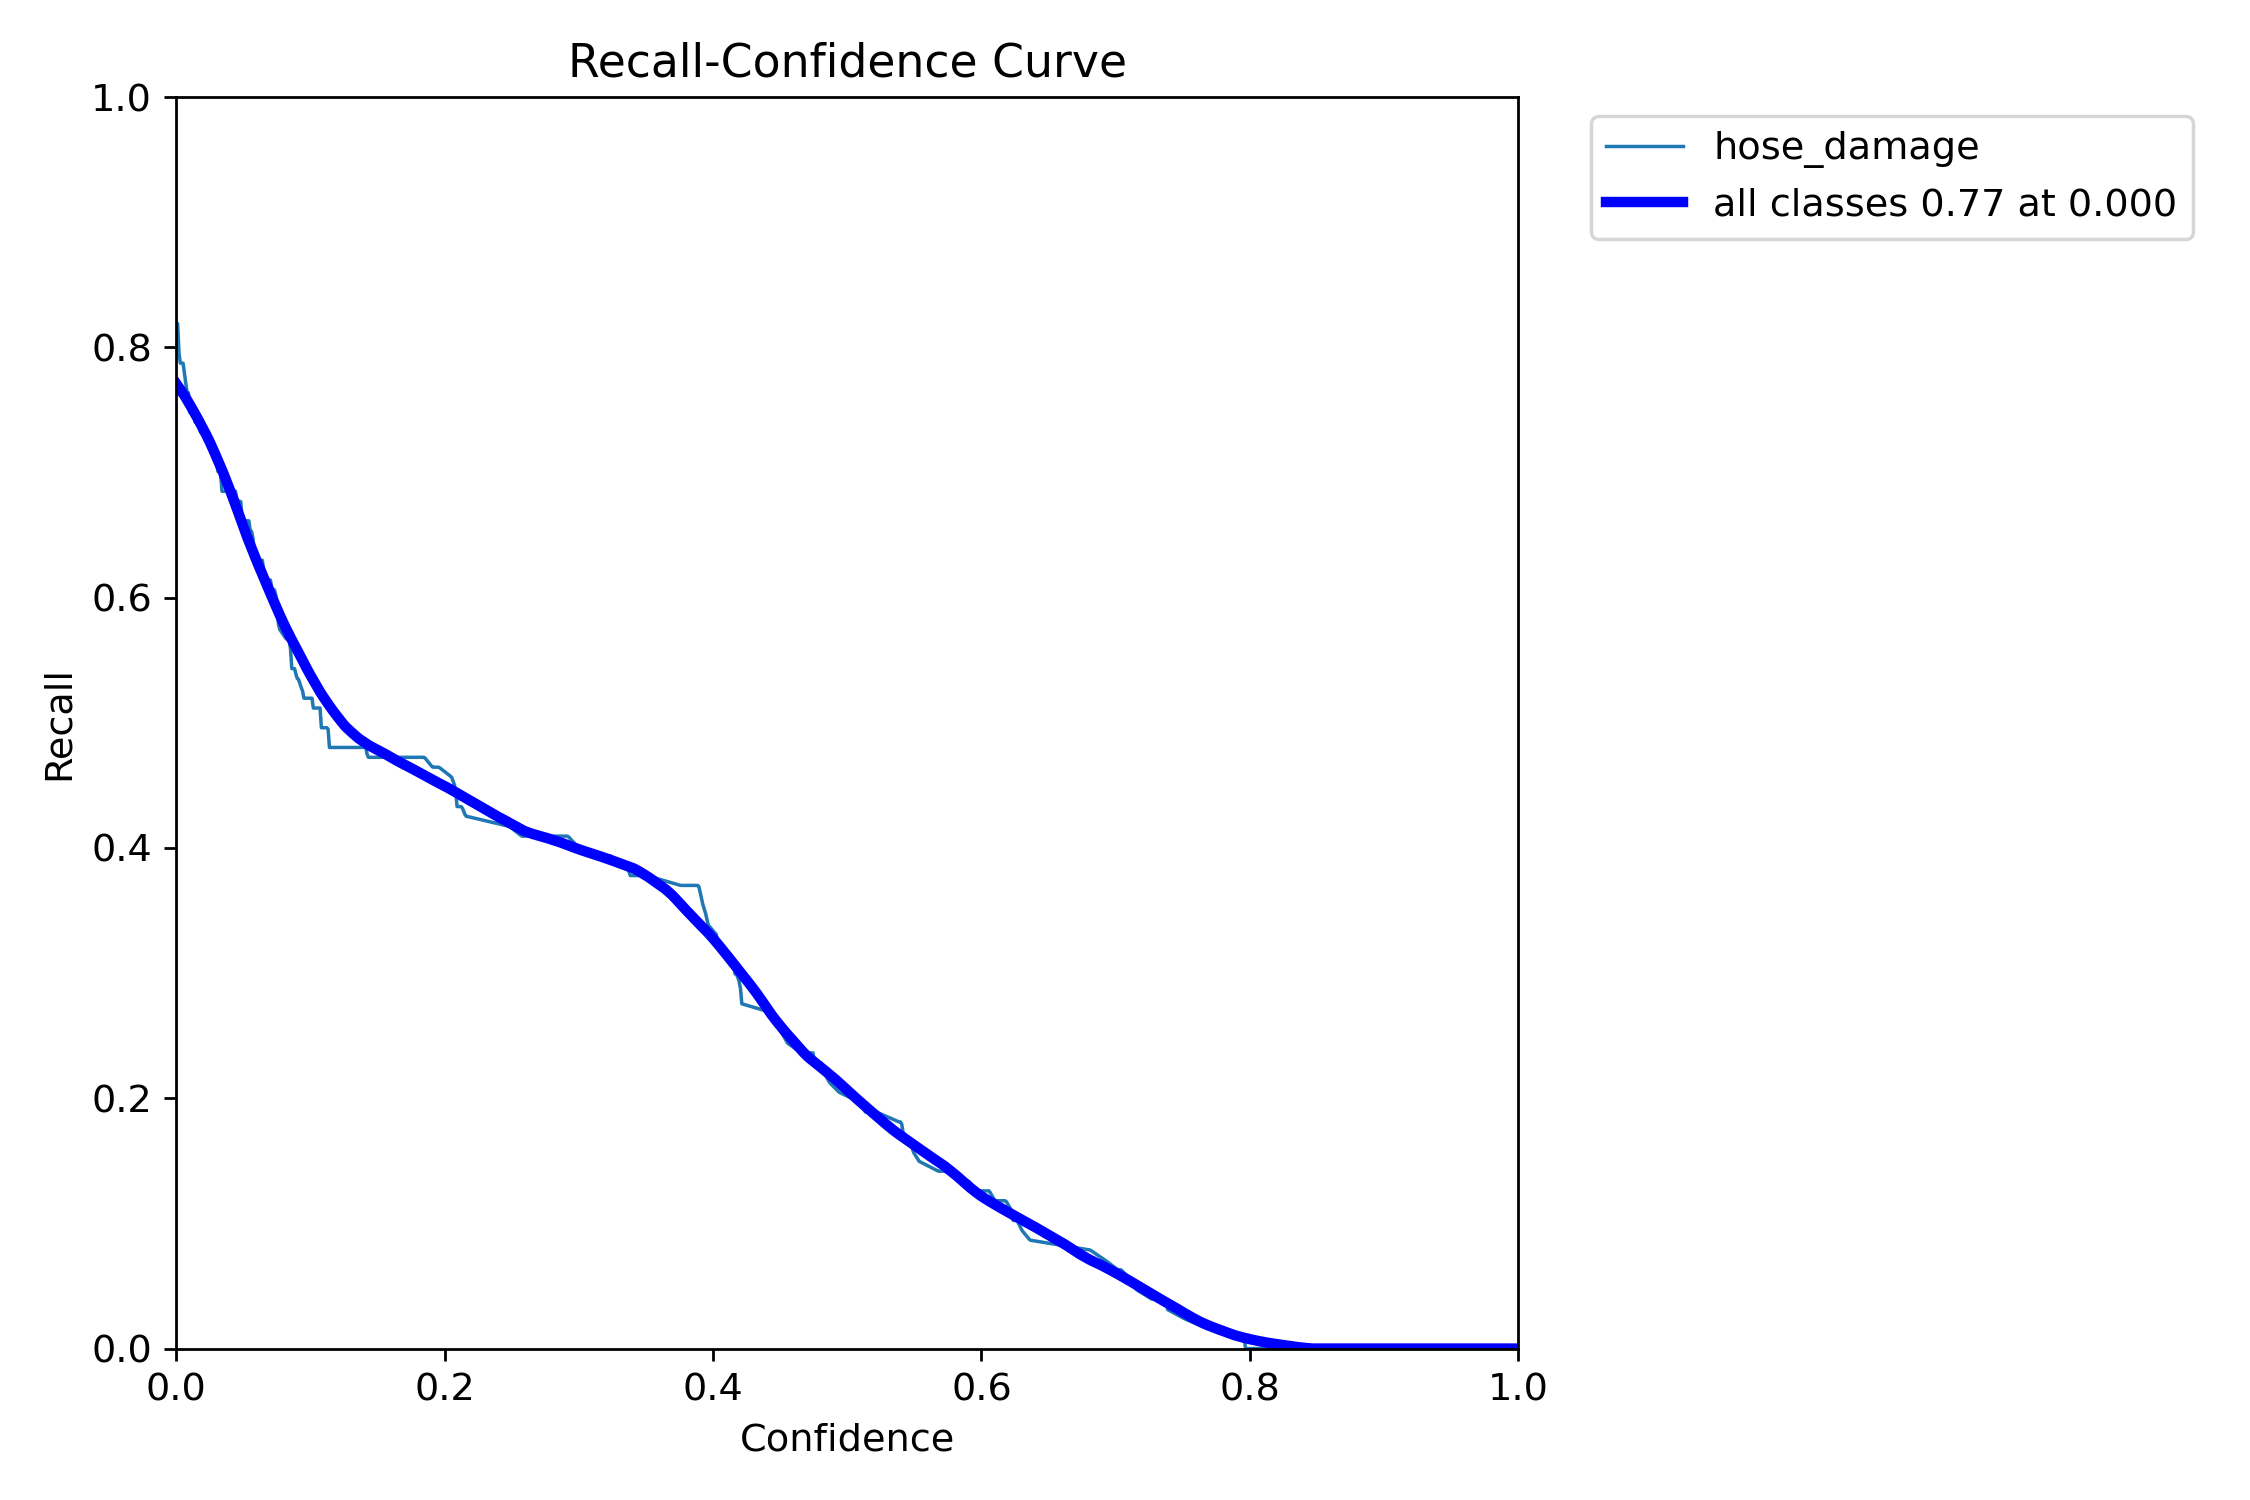 Recall-Confidence Curve
1.0
0.8
0.6
0.4
0.2
0.0
Recall
0.0 0.2 0.4 0.6 0.8 1.0
Confidence
hose_damage
all classes 0.77 at 0.000